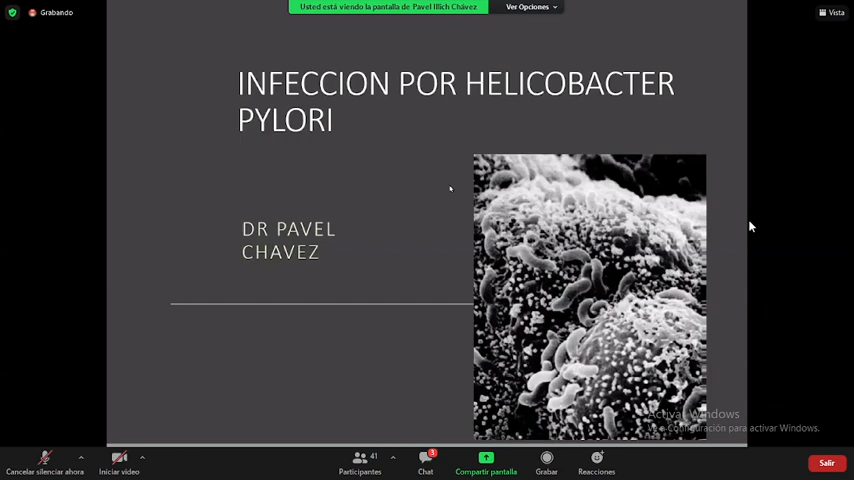 Grabando
Usted está viendo la pantalla de Pavel Illich Chávez
Ver Opciones
Vista
INFECCION POR HELICOBACTER
PYLORI
DR PAVEL
CHAVEZ
Activar Windows
Ve a Configuración para activar Windows.
Cancelar silenciar ahora
Iniciar video
Participantes
41
Chat
3
Compartir pantalla
Grabar
Reacciones
Salir